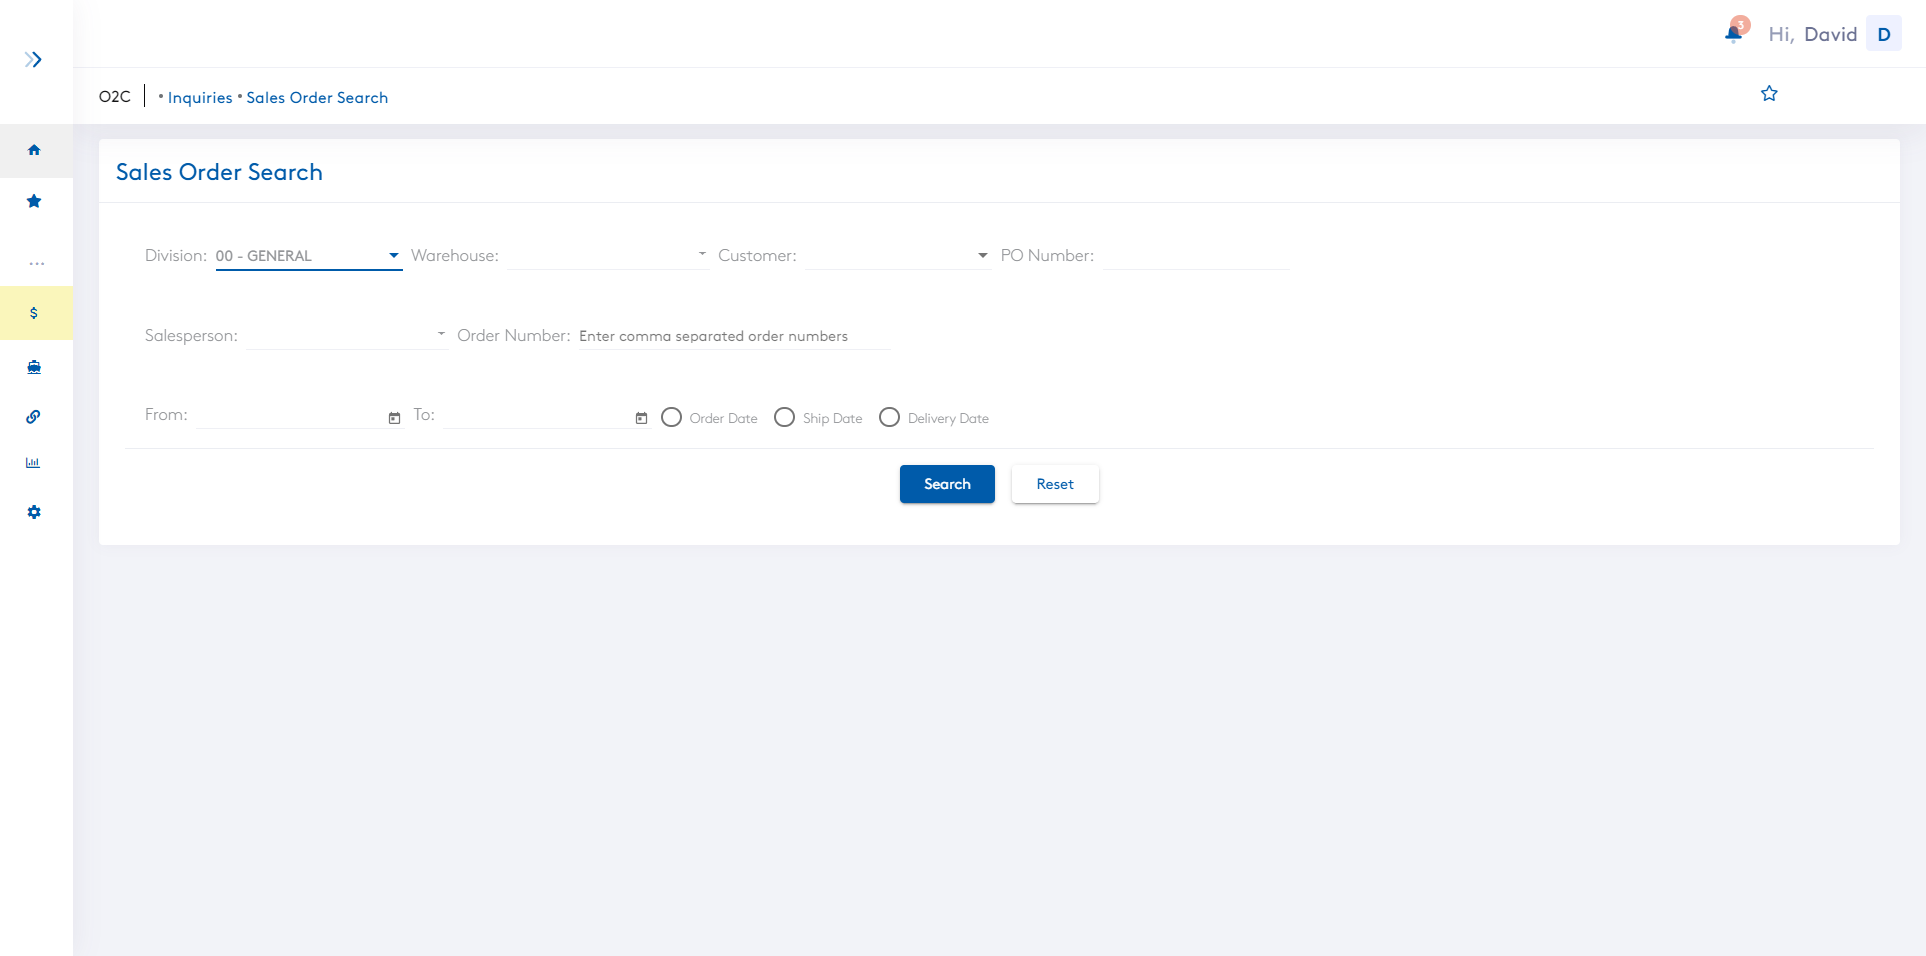 3
Hi, David D
O2C • Inquiries • Sales Order Search
Sales Order Search
Division: 00 - GENERAL Warehouse: Customer: PO Number:
Salesperson: Order Number: Enter comma separated order numbers
From: To: Order Date Ship Date Delivery Date
Search Reset